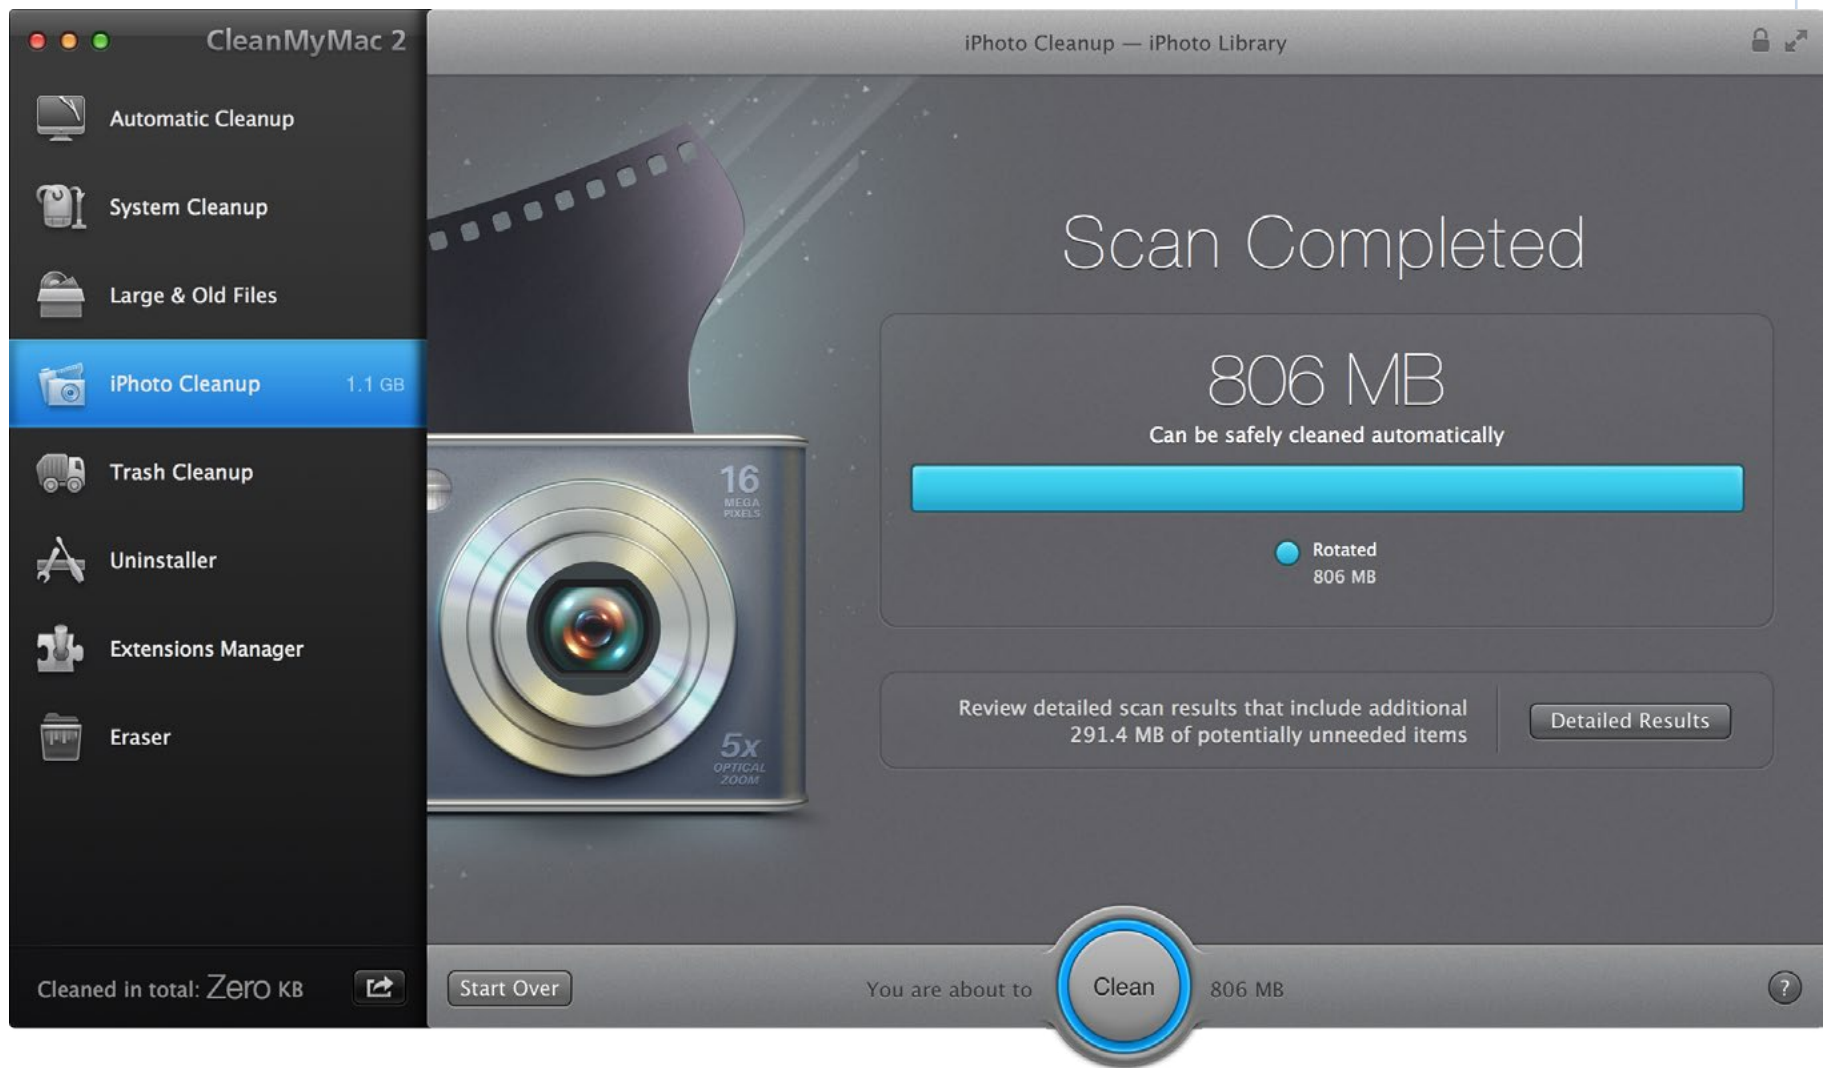 CleanMyMac 2
Automatic Cleanup
System Cleanup
Large & Old Files
iPhoto Cleanup 1.1 GB
Trash Cleanup
Uninstaller
Extensions Manager
Eraser
Cleaned in total: Zero KB
iPhoto Cleanup — iPhoto Library
16
MEGA
PIXELS
5x
OPTICAL
ZOOM
Scan Completed
806 MB
Can be safely cleaned automatically
Rotated
806 MB
Review detailed scan results that include additional
291.4 MB of potentially unneeded items
Detailed Results
Start Over
You are about to Clean 806 MB
?